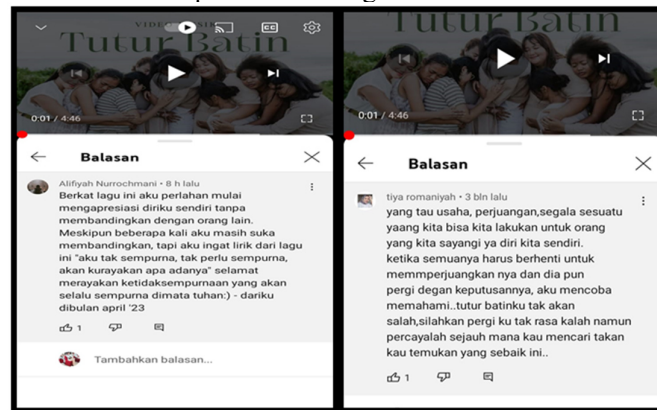 VIDEO
Tutur Batin
0:01 / 4:46
Balasan
Alifiyah Nurrochmani • 8 h lalu
Berkat lagu ini aku perlahan mulai
mengapresiasi diriku sendiri tanpa
membandingkan dengan orang lain.
Meskipun beberapa kali aku masih suka
membandingkan, tapi aku ingat lirik dari lagu
ini "aku tak sempurna, tak perlu sempurna,
akan kurayakan apa adanya" selamat
merayakan ketidaksempurnaan yang akan
selalu sempurna dimata tuhan:) - dariku
dibulan april '23
1
Tambahkan balasan...
Tutur Batin
0:01 / 4:46
Balasan
tiya romaniyah • 3 bln lalu
yang tau usaha, perjuangan,segala sesuatu
yaang kita bisa kita lakukan untuk orang
yang kita sayangi ya diri kita sendiri.
ketika semuanya harus berhenti untuk
memmperjuangkan nya dan dia pun
pergi degan keputusannya, aku mencoba
memahami..tutur batinku tak akan
salah,silahkan pergi ku tak rasa kalah namun
percayalah sejauh mana kau mencari takan
kau temukan yang sebaik ini..
1